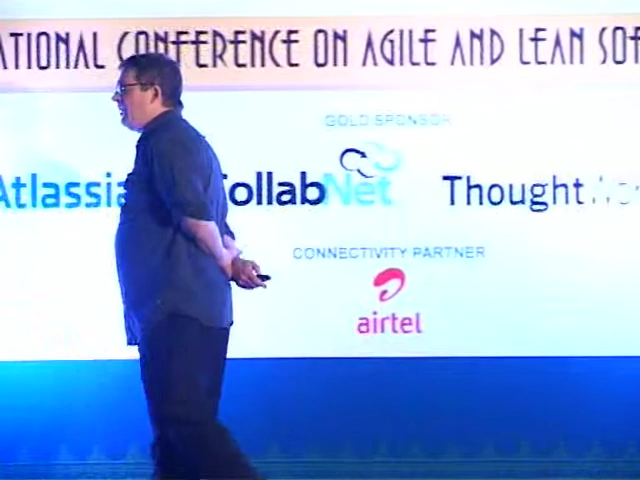 ATIONAL CONFERENCE ON AGILE AND LEAN SOF
GOLD SPONSOR
Atlassia ollabNet Thought
CONNECTIVITY PARTNER
airtel